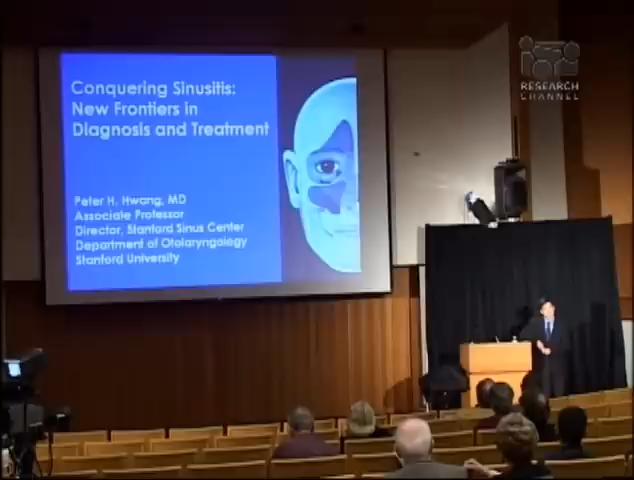 Conquering Sinusitis:
New Frontiers in
Diagnosis and Treatment
Peter H. Hwang, MD
Associate Professor
Director, Stanford Sinus Center
Department of Otolaryngology
Stanford University
RESEARCH
CHANNEL